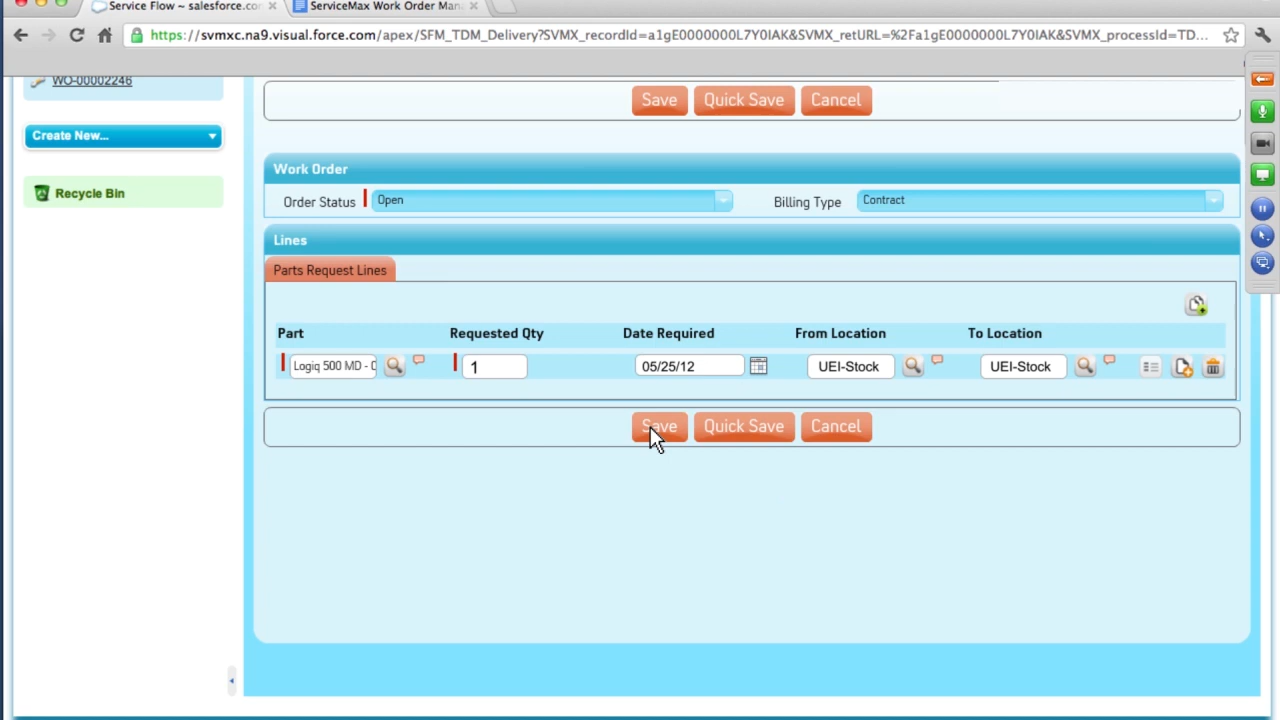 Service Flow ~ salesforce.co
ServiceMax Work Order Man
https://svmxc.na9.visual.force.com/apex/SFM_TDM_Delivery?SVMX_recordId=a1gE0000000L7Y0IAK&SVMX_retURL=%2Fa1gE0000000L7Y0IAK&SVMX_processId=TD...
WO-00002246
Save Quick Save Cancel
Create New...
Work Order
Recycle Bin
Order Status Open Billing Type Contract
Lines
Parts Request Lines
Part Requested Qty Date Required From Location To Location
Logiq 500 MD - 1 05/25/12 UEI-Stock UEI-Stock
Save Quick Save Cancel